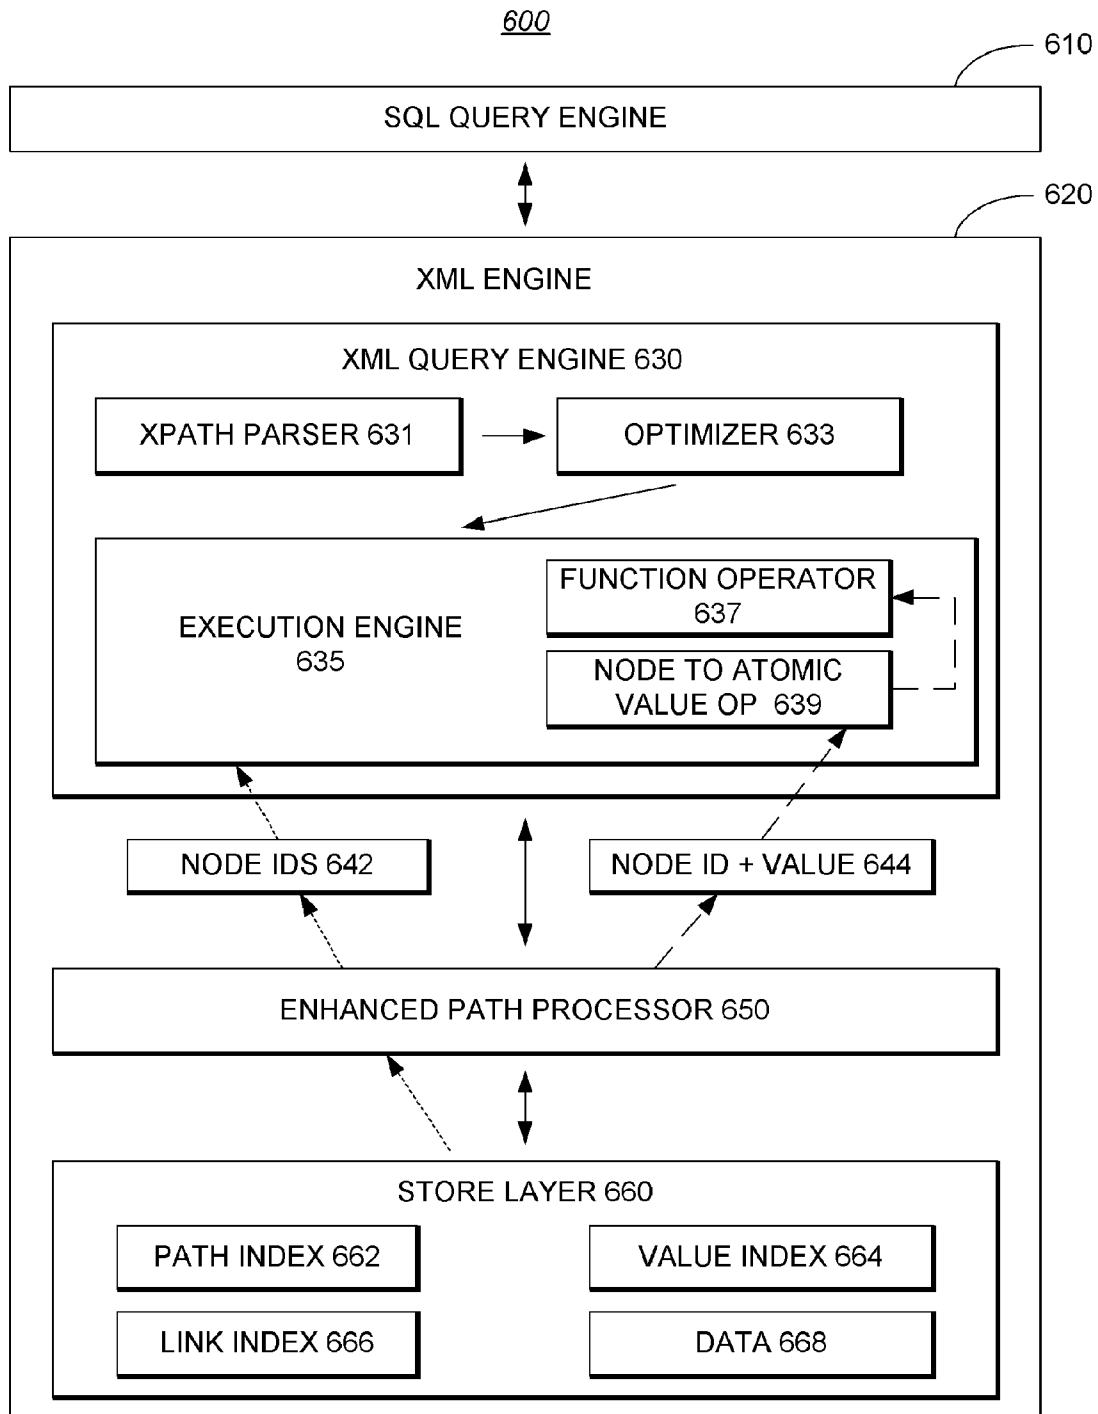 600
610
SQL QUERY ENGINE
620
XML ENGINE
XML QUERY ENGINE 630
XPATH PARSER 631
OPTIMIZER 633
EXECUTION ENGINE
635
FUNCTION OPERATOR
637
NODE TO ATOMIC
VALUE OP 639
NODE IDS 642
NODE ID + VALUE 644
ENHANCED PATH PROCESSOR 650
STORE LAYER 660
PATH INDEX 662
VALUE INDEX 664
LINK INDEX 666
DATA 668